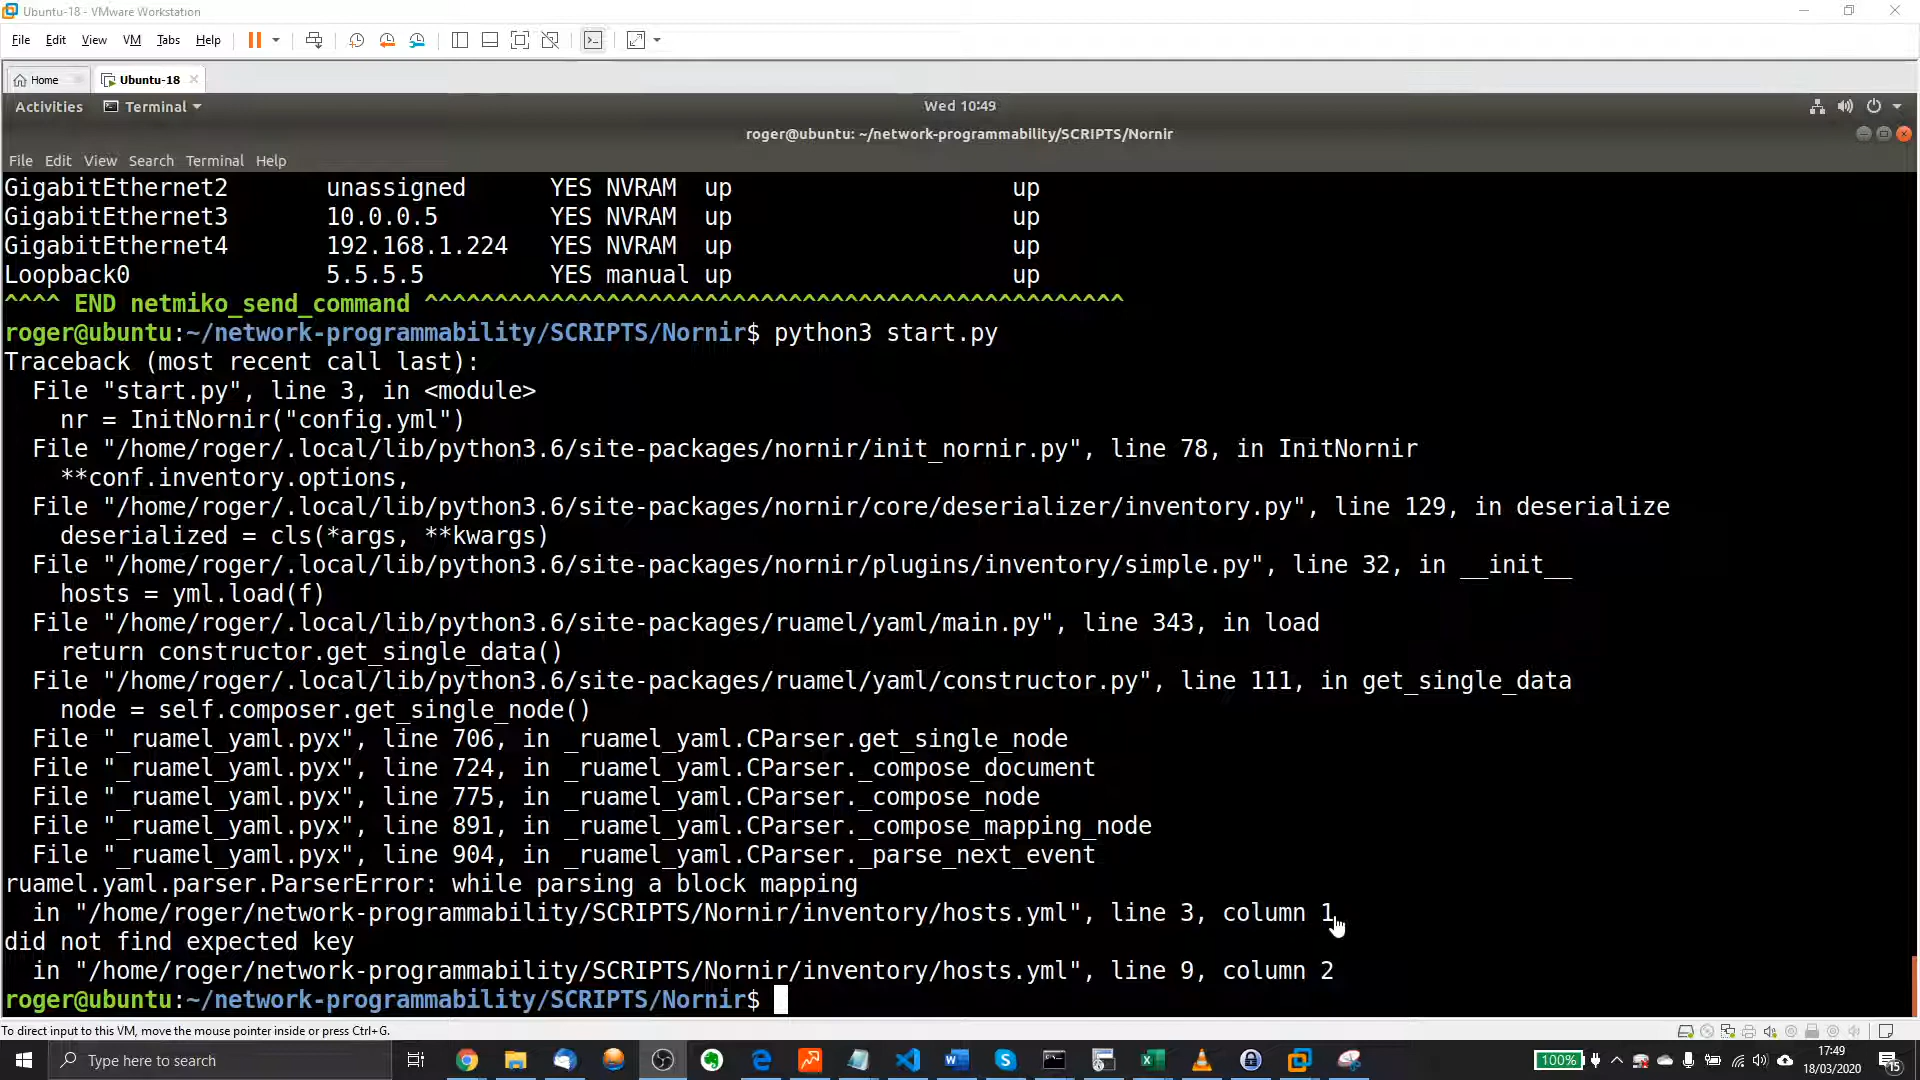 Ubuntu-18 - VMware Workstation
File Edit View VM Tabs Help
Home Ubuntu-18
Activities Terminal Wed 10:49
roger@ubuntu: ~/network-programmability/SCRIPTS/Nornir
File Edit View Search Terminal Help
GigabitEthernet2 unassigned YES NVRAM up up
GigabitEthernet3 10.0.0.5 YES NVRAM up up
GigabitEthernet4 192.168.1.224 YES NVRAM up up
Loopback0 5.5.5.5 YES manual up up
^^^^ END netmiko_send_command ^^^^^^^^^^^^^^^^^^^^^^^^^^^^^^^^^^^^^^^^^^^^^^^^^^
roger@ubuntu:~/network-programmability/SCRIPTS/Nornir$ python3 start.py
Traceback (most recent call last):
  File "start.py", line 3, in <module>
    nr = InitNornir("config.yml")
  File "/home/roger/.local/lib/python3.6/site-packages/nornir/init_nornir.py", line 78, in InitNornir
    **conf.inventory.options,
  File "/home/roger/.local/lib/python3.6/site-packages/nornir/core/deserializer/inventory.py", line 129, in deserialize
    deserialized = cls(*args, **kwargs)
  File "/home/roger/.local/lib/python3.6/site-packages/nornir/plugins/inventory/simple.py", line 32, in __init__
    hosts = yml.load(f)
  File "/home/roger/.local/lib/python3.6/site-packages/ruamel/yaml/main.py", line 343, in load
    return constructor.get_single_data()
  File "/home/roger/.local/lib/python3.6/site-packages/ruamel/yaml/constructor.py", line 111, in get_single_data
    node = self.composer.get_single_node()
  File "_ruamel_yaml.pyx", line 706, in _ruamel_yaml.CParser.get_single_node
  File "_ruamel_yaml.pyx", line 724, in _ruamel_yaml.CParser._compose_document
  File "_ruamel_yaml.pyx", line 775, in _ruamel_yaml.CParser._compose_node
  File "_ruamel_yaml.pyx", line 891, in _ruamel_yaml.CParser._compose_mapping_node
  File "_ruamel_yaml.pyx", line 904, in _ruamel_yaml.CParser._parse_next_event
ruamel.yaml.parser.ParserError: while parsing a block mapping
  in "/home/roger/network-programmability/SCRIPTS/Nornir/inventory/hosts.yml", line 3, column 1
did not find expected key
  in "/home/roger/network-programmability/SCRIPTS/Nornir/inventory/hosts.yml", line 9, column 2
roger@ubuntu:~/network-programmability/SCRIPTS/Nornir$
To direct input to this VM, move the mouse pointer inside or press Ctrl+G.
Type here to search 100% 17:49
18/03/2020 15